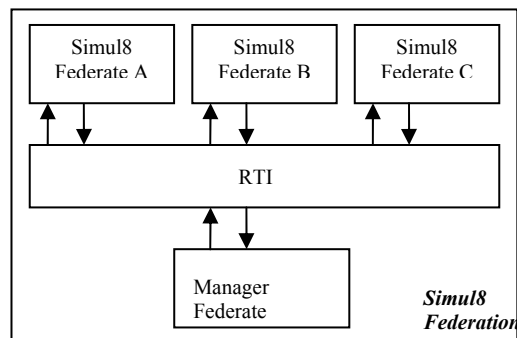 Simul8
Federate A
Simul8
Federate B
Simul8
Federate C
RTI
Manager
Federate
Simul8
Federation